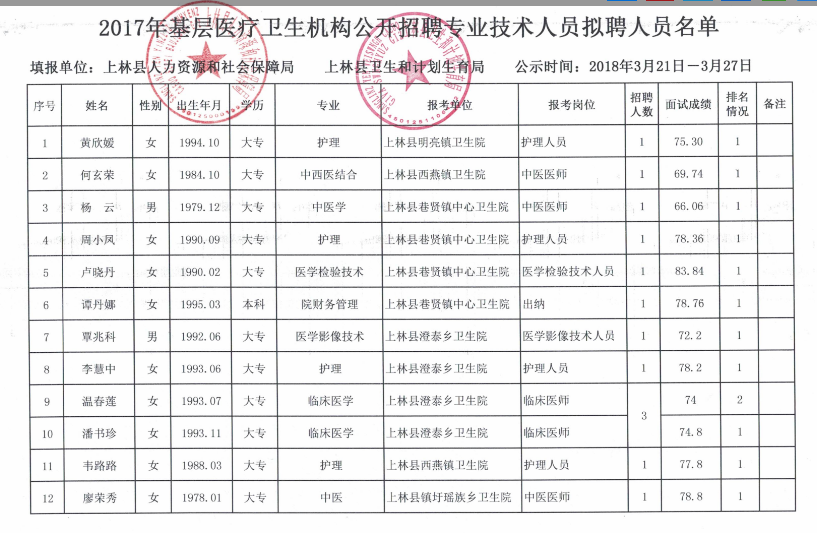 2017年基层医疗卫生机构公开招聘专业技术人员拟聘人员名单
填报单位：上林县人力资源和社会保障局 上林县卫生和计划生育局 公示时间：2018年3月21日—3月27日
序号 姓名 性别 出生年月 学历 专业 报考单位 报考岗位 招聘人数 面试成绩 排名情况 备注
1 黄欣媛 女 1994.10 大专 护理 上林县明亮镇卫生院 护理人员 1 75.30 1
2 何玄荣 女 1984.10 大专 中西医结合 上林县西燕镇卫生院 中医医师 1 69.74 1
3 杨 云 男 1979.12 大专 中医学 上林县巷贤镇中心卫生院 中医医师 1 66.06 1
4 周小凤 女 1990.09 大专 护理 上林县巷贤镇中心卫生院 护理人员 1 78.36 1
5 卢晓丹 女 1990.02 大专 医学检验技术 上林县巷贤镇中心卫生院 医学检验技术人员 1 83.84 1
6 谭丹娜 女 1995.03 本科 院财务管理 上林县巷贤镇中心卫生院 出纳 1 78.76 1
7 覃兆科 男 1992.06 大专 医学影像技术 上林县澄泰乡卫生院 医学影像技术人员 1 72.2 1
8 李慧中 女 1993.06 大专 护理 上林县澄泰乡卫生院 护理人员 1 78.2 1
9 温春莲 女 1993.07 大专 临床医学 上林县澄泰乡卫生院 临床医师 3 74 2
10 潘书珍 女 1993.11 大专 临床医学 上林县澄泰乡卫生院 临床医师 74.8 1
11 韦路路 女 1988.03 大专 护理 上林县西燕镇卫生院 护理人员 1 77.8 1
12 廖荣秀 女 1978.01 大专 中医 上林县镇圩瑶族乡卫生院 中医医师 1 78.8 1